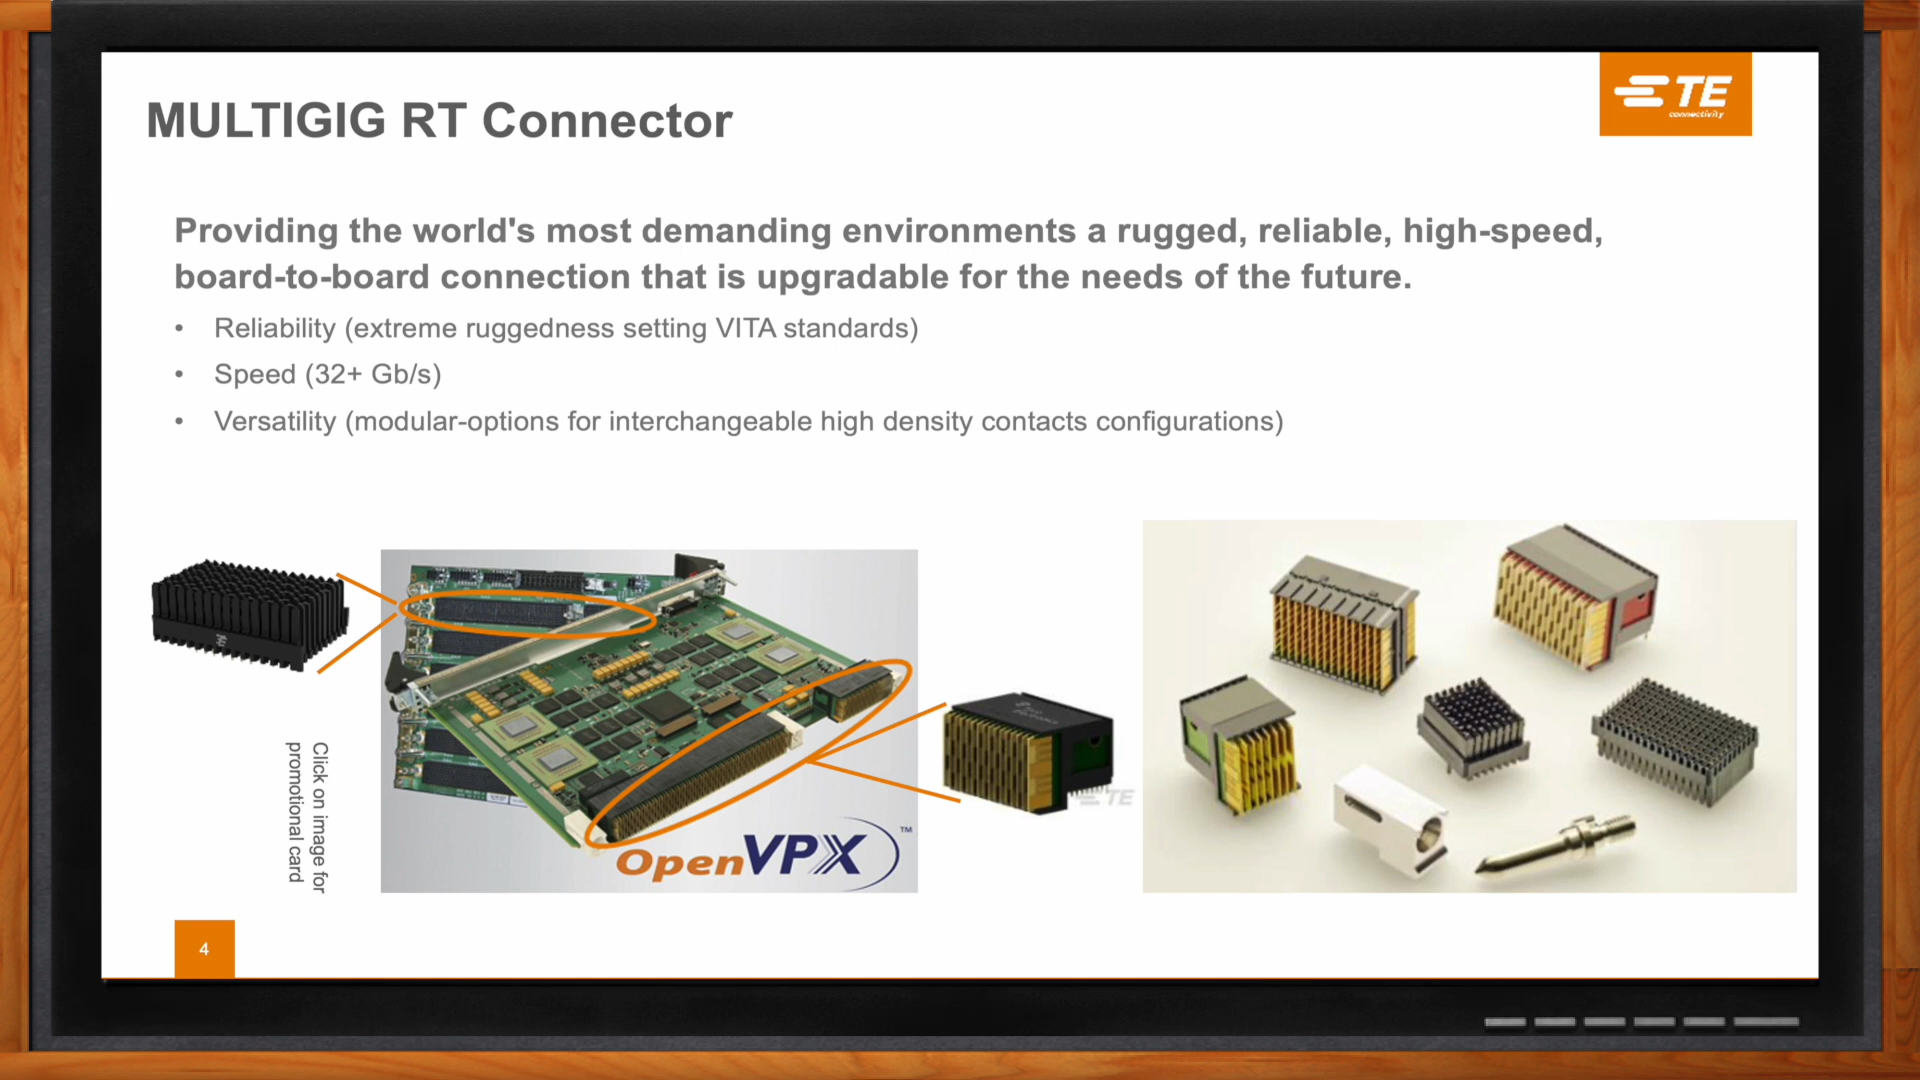 MULTIGIG RT Connector
TE
connectivity
Providing the world's most demanding environments a rugged, reliable, high-speed,
board-to-board connection that is upgradable for the needs of the future.
• Reliability (extreme ruggedness setting VITA standards)
• Speed (32+ Gb/s)
• Versatility (modular-options for interchangeable high density contacts configurations)
Click on image for
promotional card
OpenVPX™
TE
4